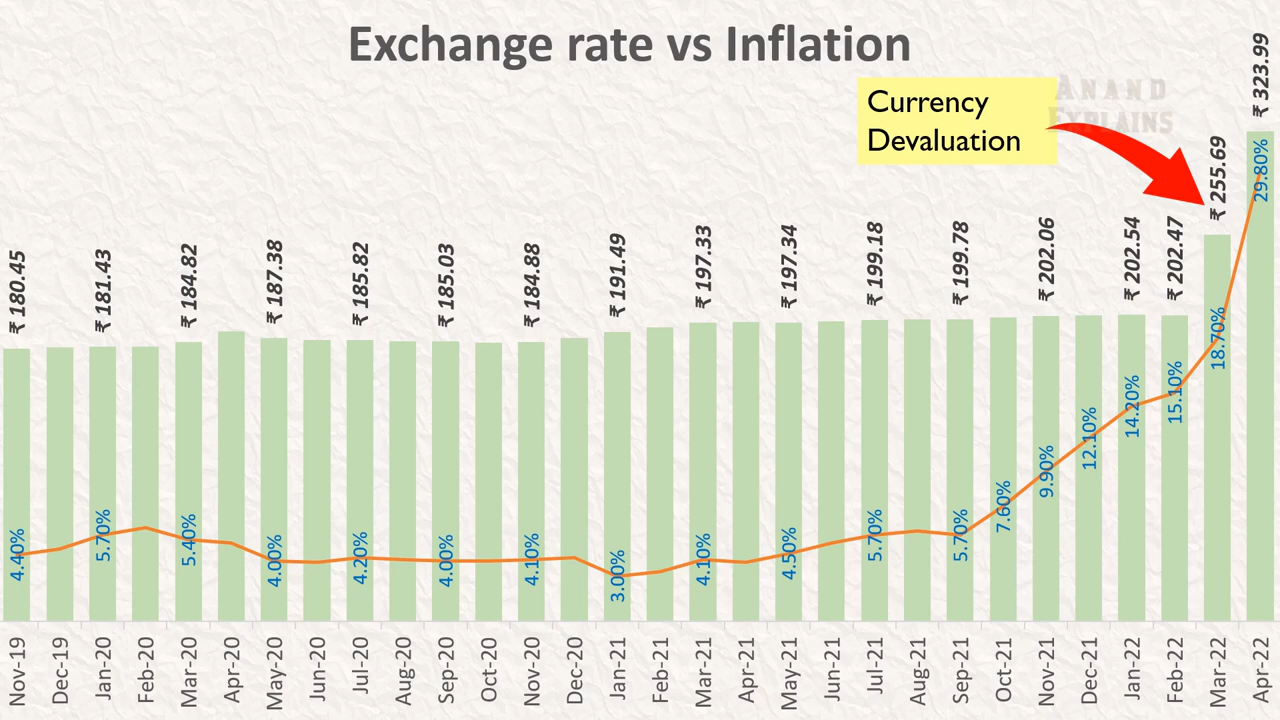 Exchange rate vs Inflation
ANAND
EXPLAINS
Currency
Devaluation
₹ 180.45
₹ 181.43
₹ 184.82
₹ 187.38
₹ 185.82
₹ 185.03
₹ 184.88
₹ 191.49
₹ 197.33
₹ 197.34
₹ 199.18
₹ 199.78
₹ 202.06
₹ 202.54
₹ 202.47
₹ 255.69
₹ 323.99
4.40%
5.70%
5.40%
4.00%
4.20%
4.00%
4.10%
3.00%
4.10%
4.50%
5.70%
5.70%
7.60%
9.90%
12.10%
14.20%
15.10%
18.70%
29.80%
Nov-19
Dec-19
Jan-20
Feb-20
Mar-20
Apr-20
May-20
Jun-20
Jul-20
Aug-20
Sep-20
Oct-20
Nov-20
Dec-20
Jan-21
Feb-21
Mar-21
Apr-21
May-21
Jun-21
Jul-21
Aug-21
Sep-21
Oct-21
Nov-21
Dec-21
Jan-22
Feb-22
Mar-22
Apr-22